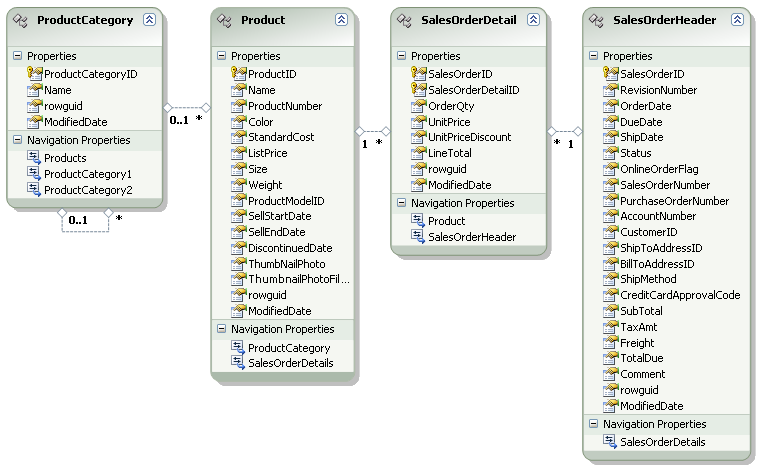 ProductCategory
Properties
ProductCategoryID
Name
rowguid
ModifiedDate
Navigation Properties
Products
ProductCategory1
ProductCategory2
0..1 *
0..1 *
Product
Properties
ProductID
Name
ProductNumber
Color
StandardCost
ListPrice
Size
Weight
ProductModelID
SellStartDate
SellEndDate
DiscontinuedDate
ThumbNailPhoto
ThumbnailPhotoFil...
rowguid
ModifiedDate
Navigation Properties
ProductCategory
SalesOrderDetails
1 *
SalesOrderDetail
Properties
SalesOrderID
SalesOrderDetailID
OrderQty
UnitPrice
UnitPriceDiscount
LineTotal
rowguid
ModifiedDate
Navigation Properties
Product
SalesOrderHeader
* 1
SalesOrderHeader
Properties
SalesOrderID
RevisionNumber
OrderDate
DueDate
ShipDate
Status
OnlineOrderFlag
SalesOrderNumber
PurchaseOrderNumber
AccountNumber
CustomerID
ShipToAddressID
BillToAddressID
ShipMethod
CreditCardApprovalCode
SubTotal
TaxAmt
Freight
TotalDue
Comment
rowguid
ModifiedDate
Navigation Properties
SalesOrderDetails